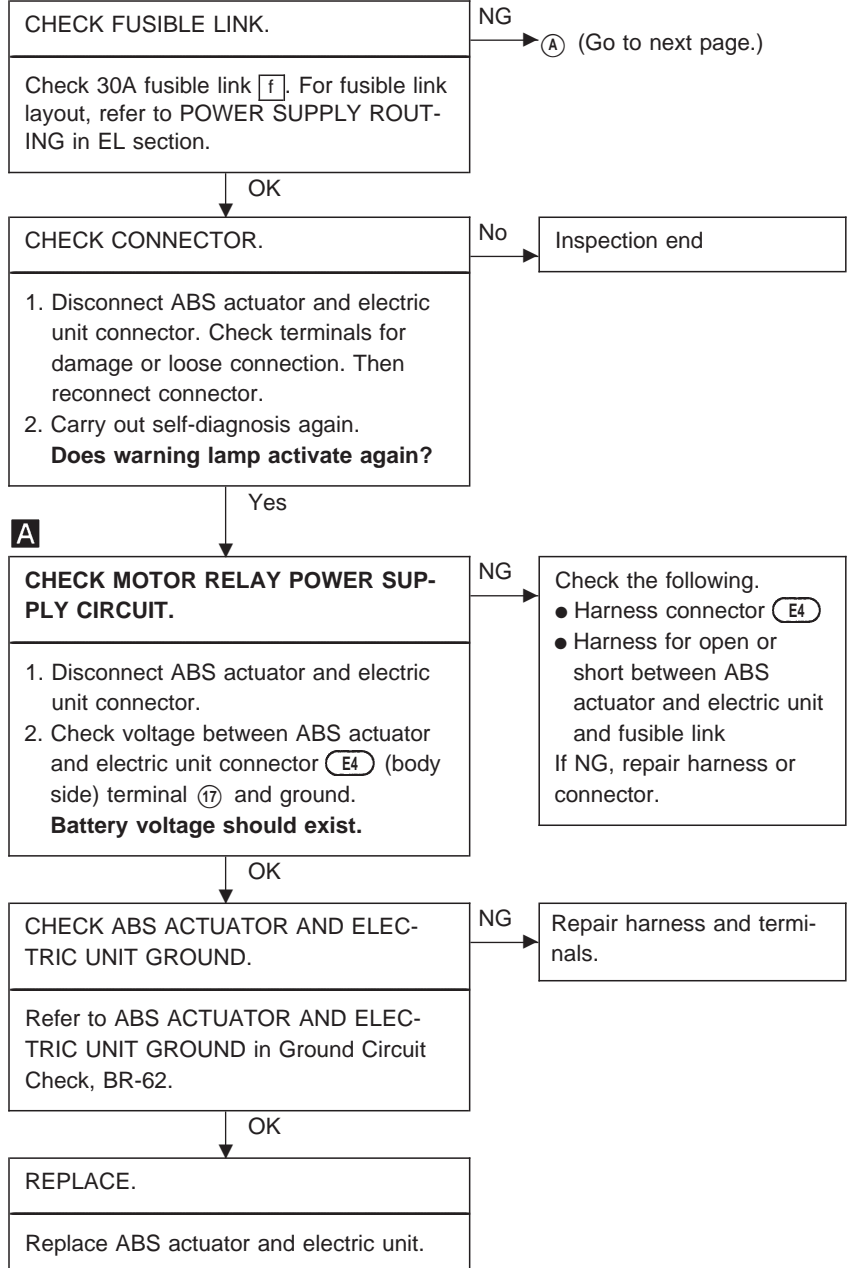 CHECK FUSIBLE LINK.
NG
Ⓐ (Go to next page.)
Check 30A fusible link f. For fusible link
layout, refer to POWER SUPPLY ROUT-
ING in EL section.
OK
CHECK CONNECTOR.
No
Inspection end
1. Disconnect ABS actuator and electric
unit connector. Check terminals for
damage or loose connection. Then
reconnect connector.
2. Carry out self-diagnosis again.
Does warning lamp activate again?
Yes
A
CHECK MOTOR RELAY POWER SUP-
PLY CIRCUIT.
NG
1. Disconnect ABS actuator and electric
unit connector.
2. Check voltage between ABS actuator
and electric unit connector E4 (body
side) terminal ⑰ and ground.
Battery voltage should exist.
Check the following.
● Harness connector E4
● Harness for open or
short between ABS
actuator and electric unit
and fusible link
If NG, repair harness or
connector.
OK
CHECK ABS ACTUATOR AND ELEC-
TRIC UNIT GROUND.
NG
Repair harness and termi-
nals.
Refer to ABS ACTUATOR AND ELEC-
TRIC UNIT GROUND in Ground Circuit
Check, BR-62.
OK
REPLACE.
Replace ABS actuator and electric unit.